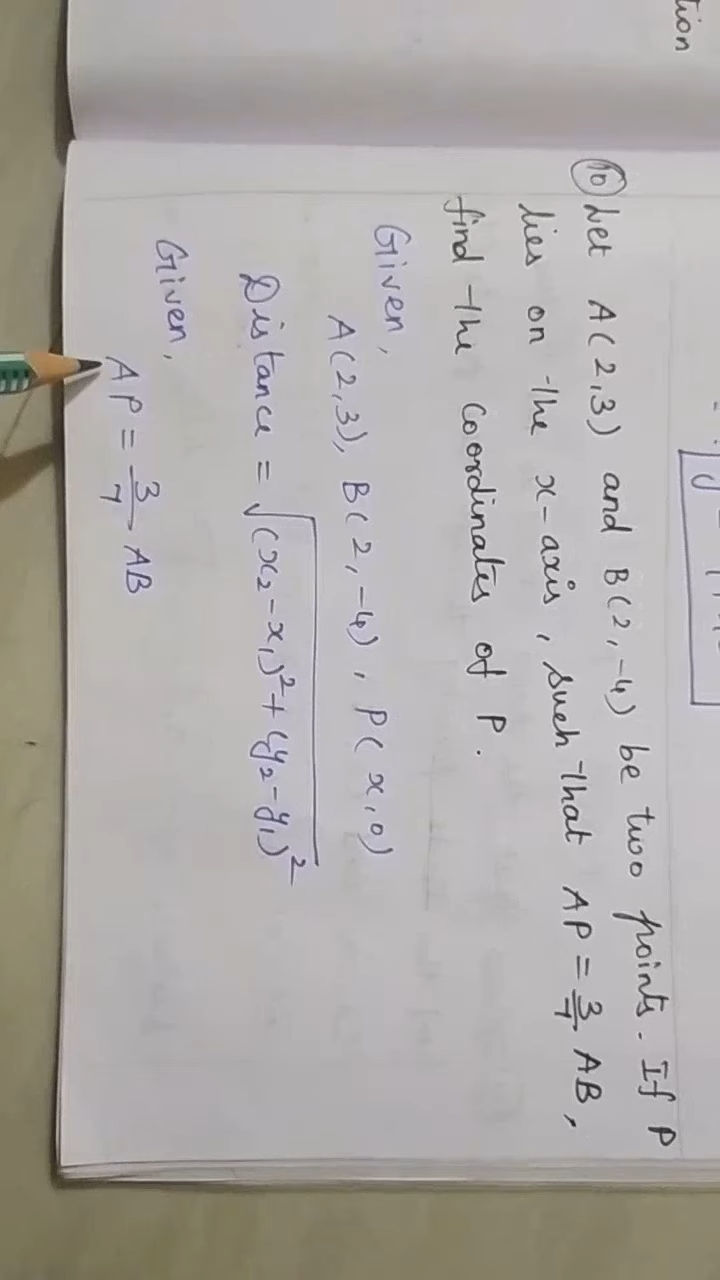 tion
⑩ Let A(2,3) and B(2,-4) be two points. If P
lies on the x-axis, such that AP = 3/7 AB,
find the coordinates of P.
Given,
A(2,3), B(2,-4), P(x,0)
Distance = √(x₂-x₁)²+(y₂-y₁)²
Given,
AP = 3/7 AB